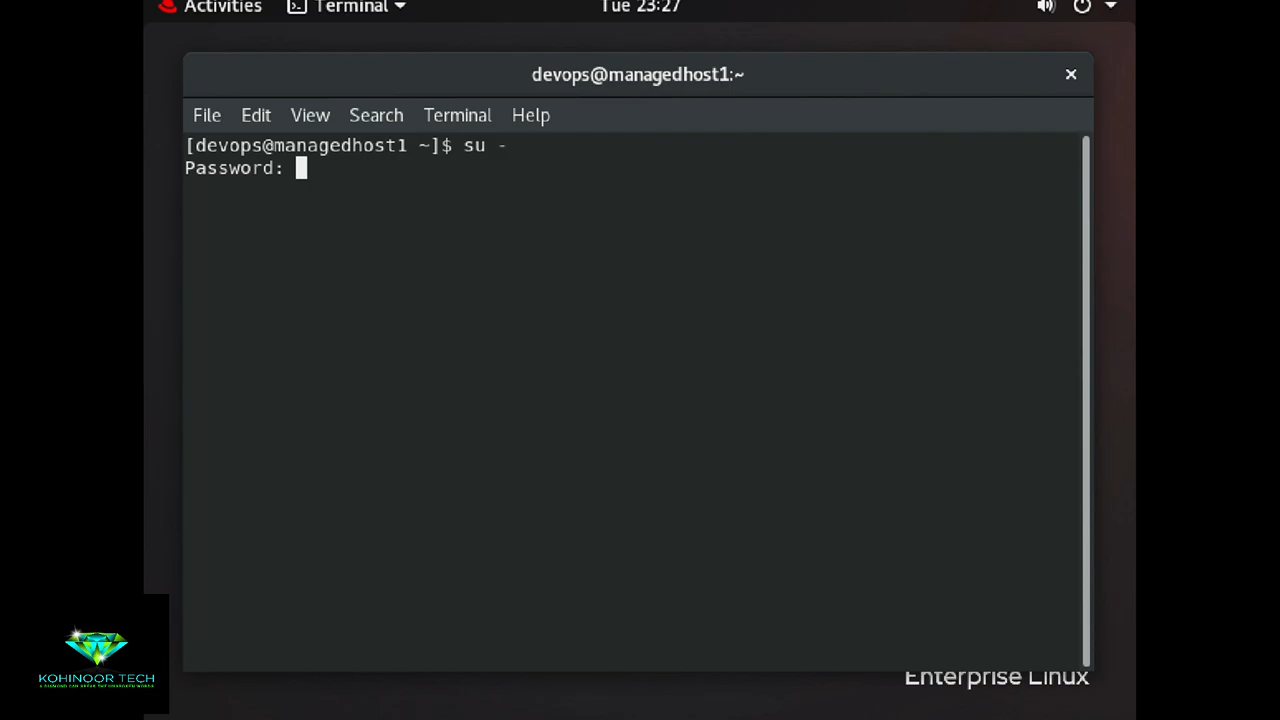 Activities Terminal Tue 23:27
devops@managedhost1:~
File Edit View Search Terminal Help
[devops@managedhost1 ~]$ su -
Password:
Enterprise Linux
KOHINOOR TECH